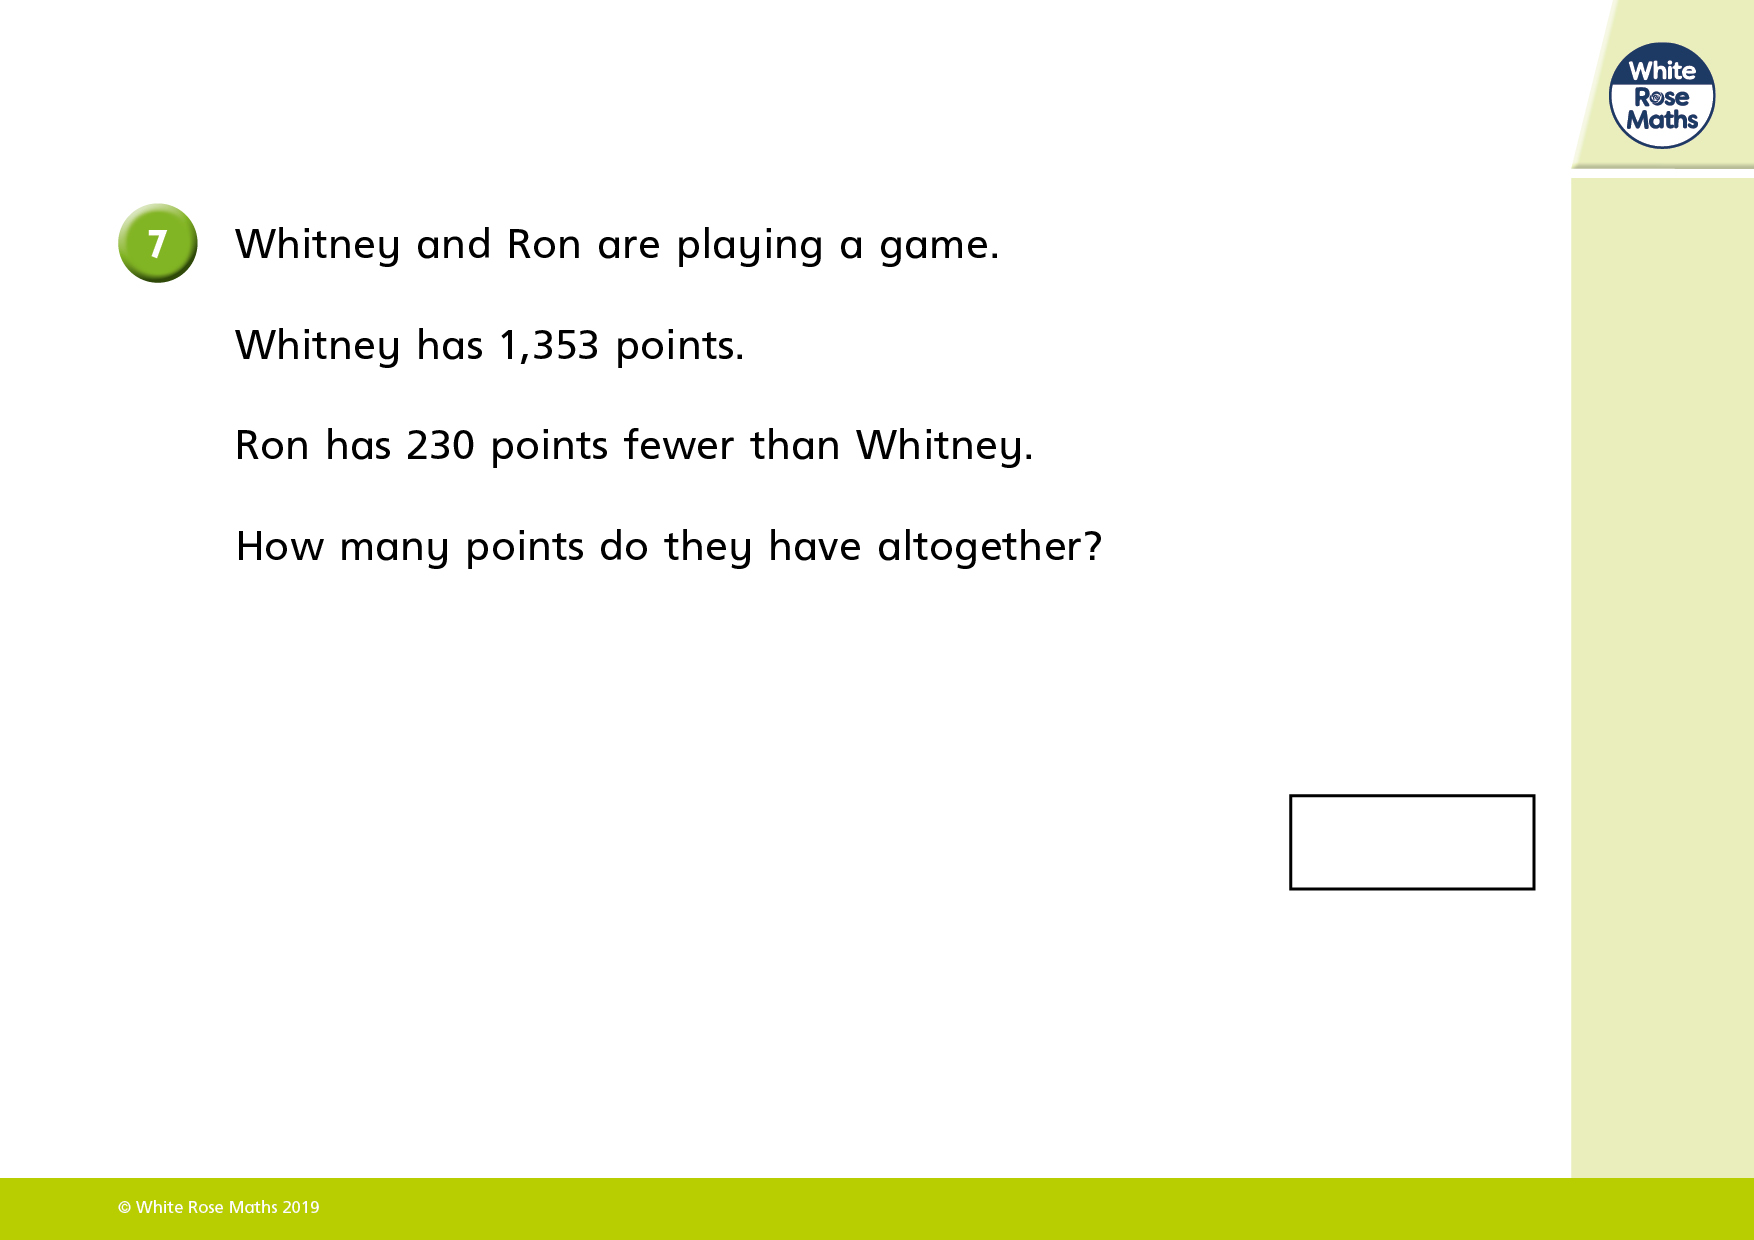 White
Rose
Maths
7 Whitney and Ron are playing a game.
Whitney has 1,353 points.
Ron has 230 points fewer than Whitney.
How many points do they have altogether?
© White Rose Maths 2019